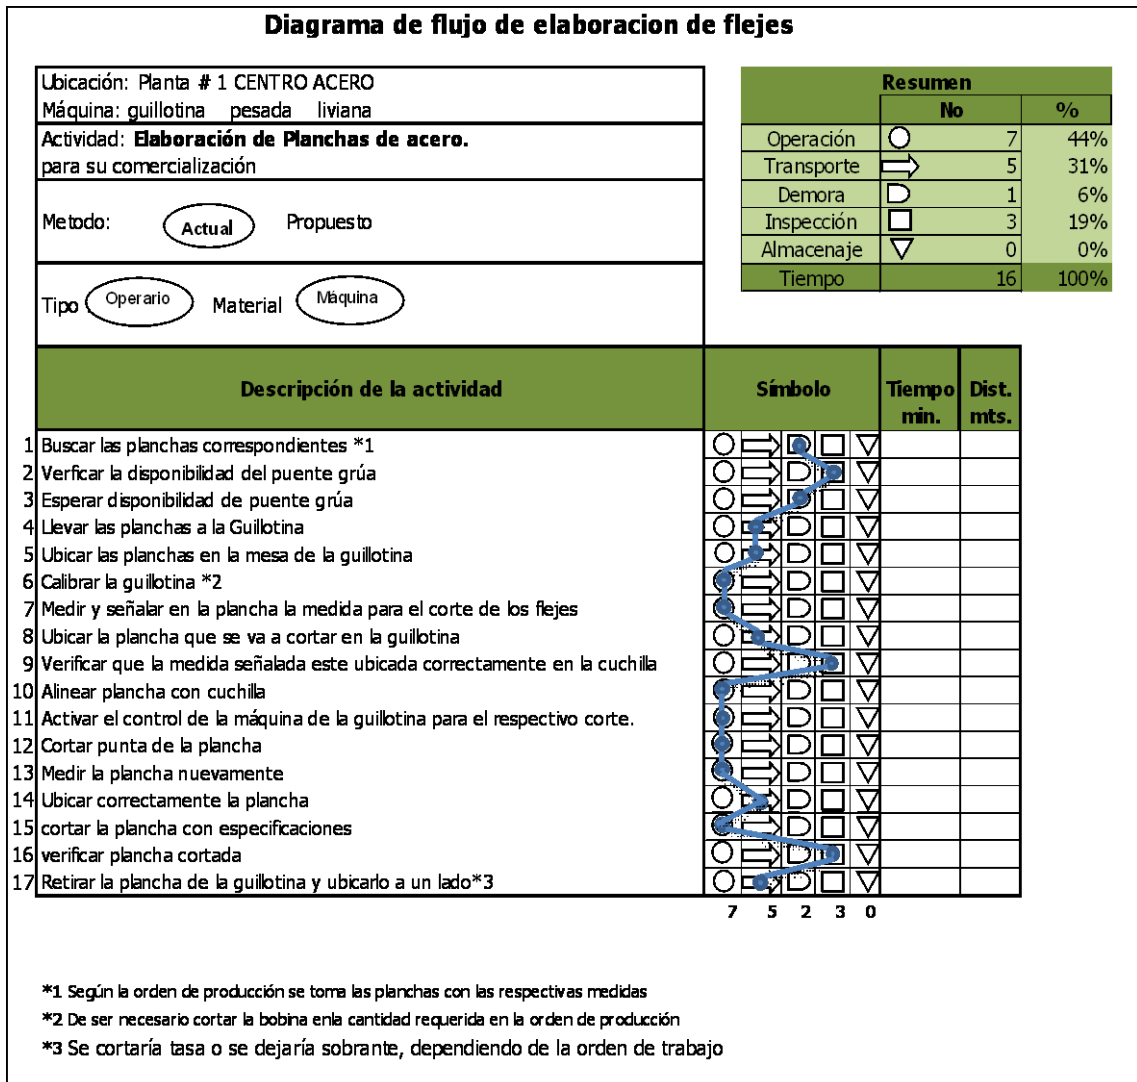 Diagrama de flujo de elaboracion de flejes
Ubicación: Planta # 1 CENTRO ACERO
Máquina: guillotina pesada liviana
Actividad: Elaboración de Planchas de acero.
para su comercialización
Metodo: Actual Propuesto
Tipo . Operario Material Máquina
Resumen
No %
Operación 7 44%
Transporte 5 31%
Demora 1 6%
Inspección 3 19%
Almacenaje 0 0%
Tiempo 16 100%
Descripción de la actividad Símbolo Tiempo min. Dist. mts.
1 Buscar las planchas correspondientes *1
2 Verficar la disponibilidad del puente grúa
3 Esperar disponibilidad de puente grúa
4 Llevar las planchas a la Guillotina
5 Ubicar las planchas en la mesa de la guillotina
6 Calibrar la guillotina *2
7 Medir y señalar en la plancha la medida para el corte de los flejes
8 Ubicar la plancha que se va a cortar en la guillotina
9 Verificar que la medida señalada este ubicada correctamente en la cuchilla
10 Alinear plancha con cuchilla
11 Activar el control de la máquina de la guillotina para el respectivo corte.
12 Cortar punta de la plancha
13 Medir la plancha nuevamente
14 Ubicar correctamente la plancha
15 cortar la plancha con especificaciones
16 verificar plancha cortada
17 Retirar la plancha de la guillotina y ubicarlo a un lado*3
7 5 2 3 0
*1 Según la orden de producción se toma las planchas con las respectivas medidas
*2 De ser necesario cortar la bobina enla cantidad requerida en la orden de producción
*3 Se cortaría tasa o se dejaría sobrante, dependiendo de la orden de trabajo